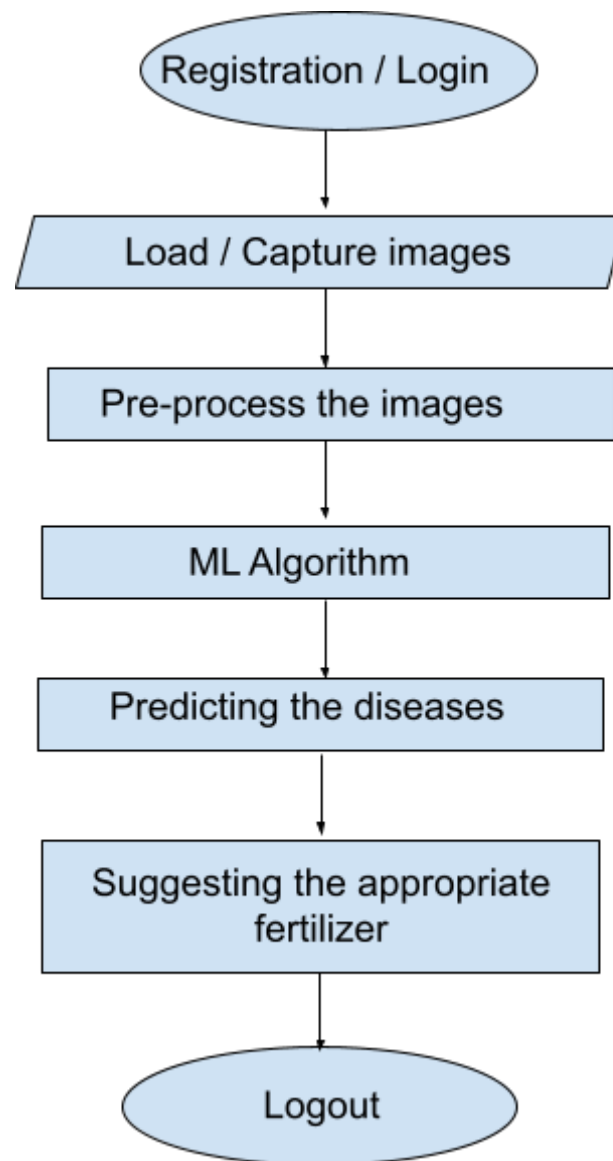 Registration / Login
Load / Capture images
Pre-process the images
ML Algorithm
Predicting the diseases
Suggesting the appropriate
fertilizer
Logout